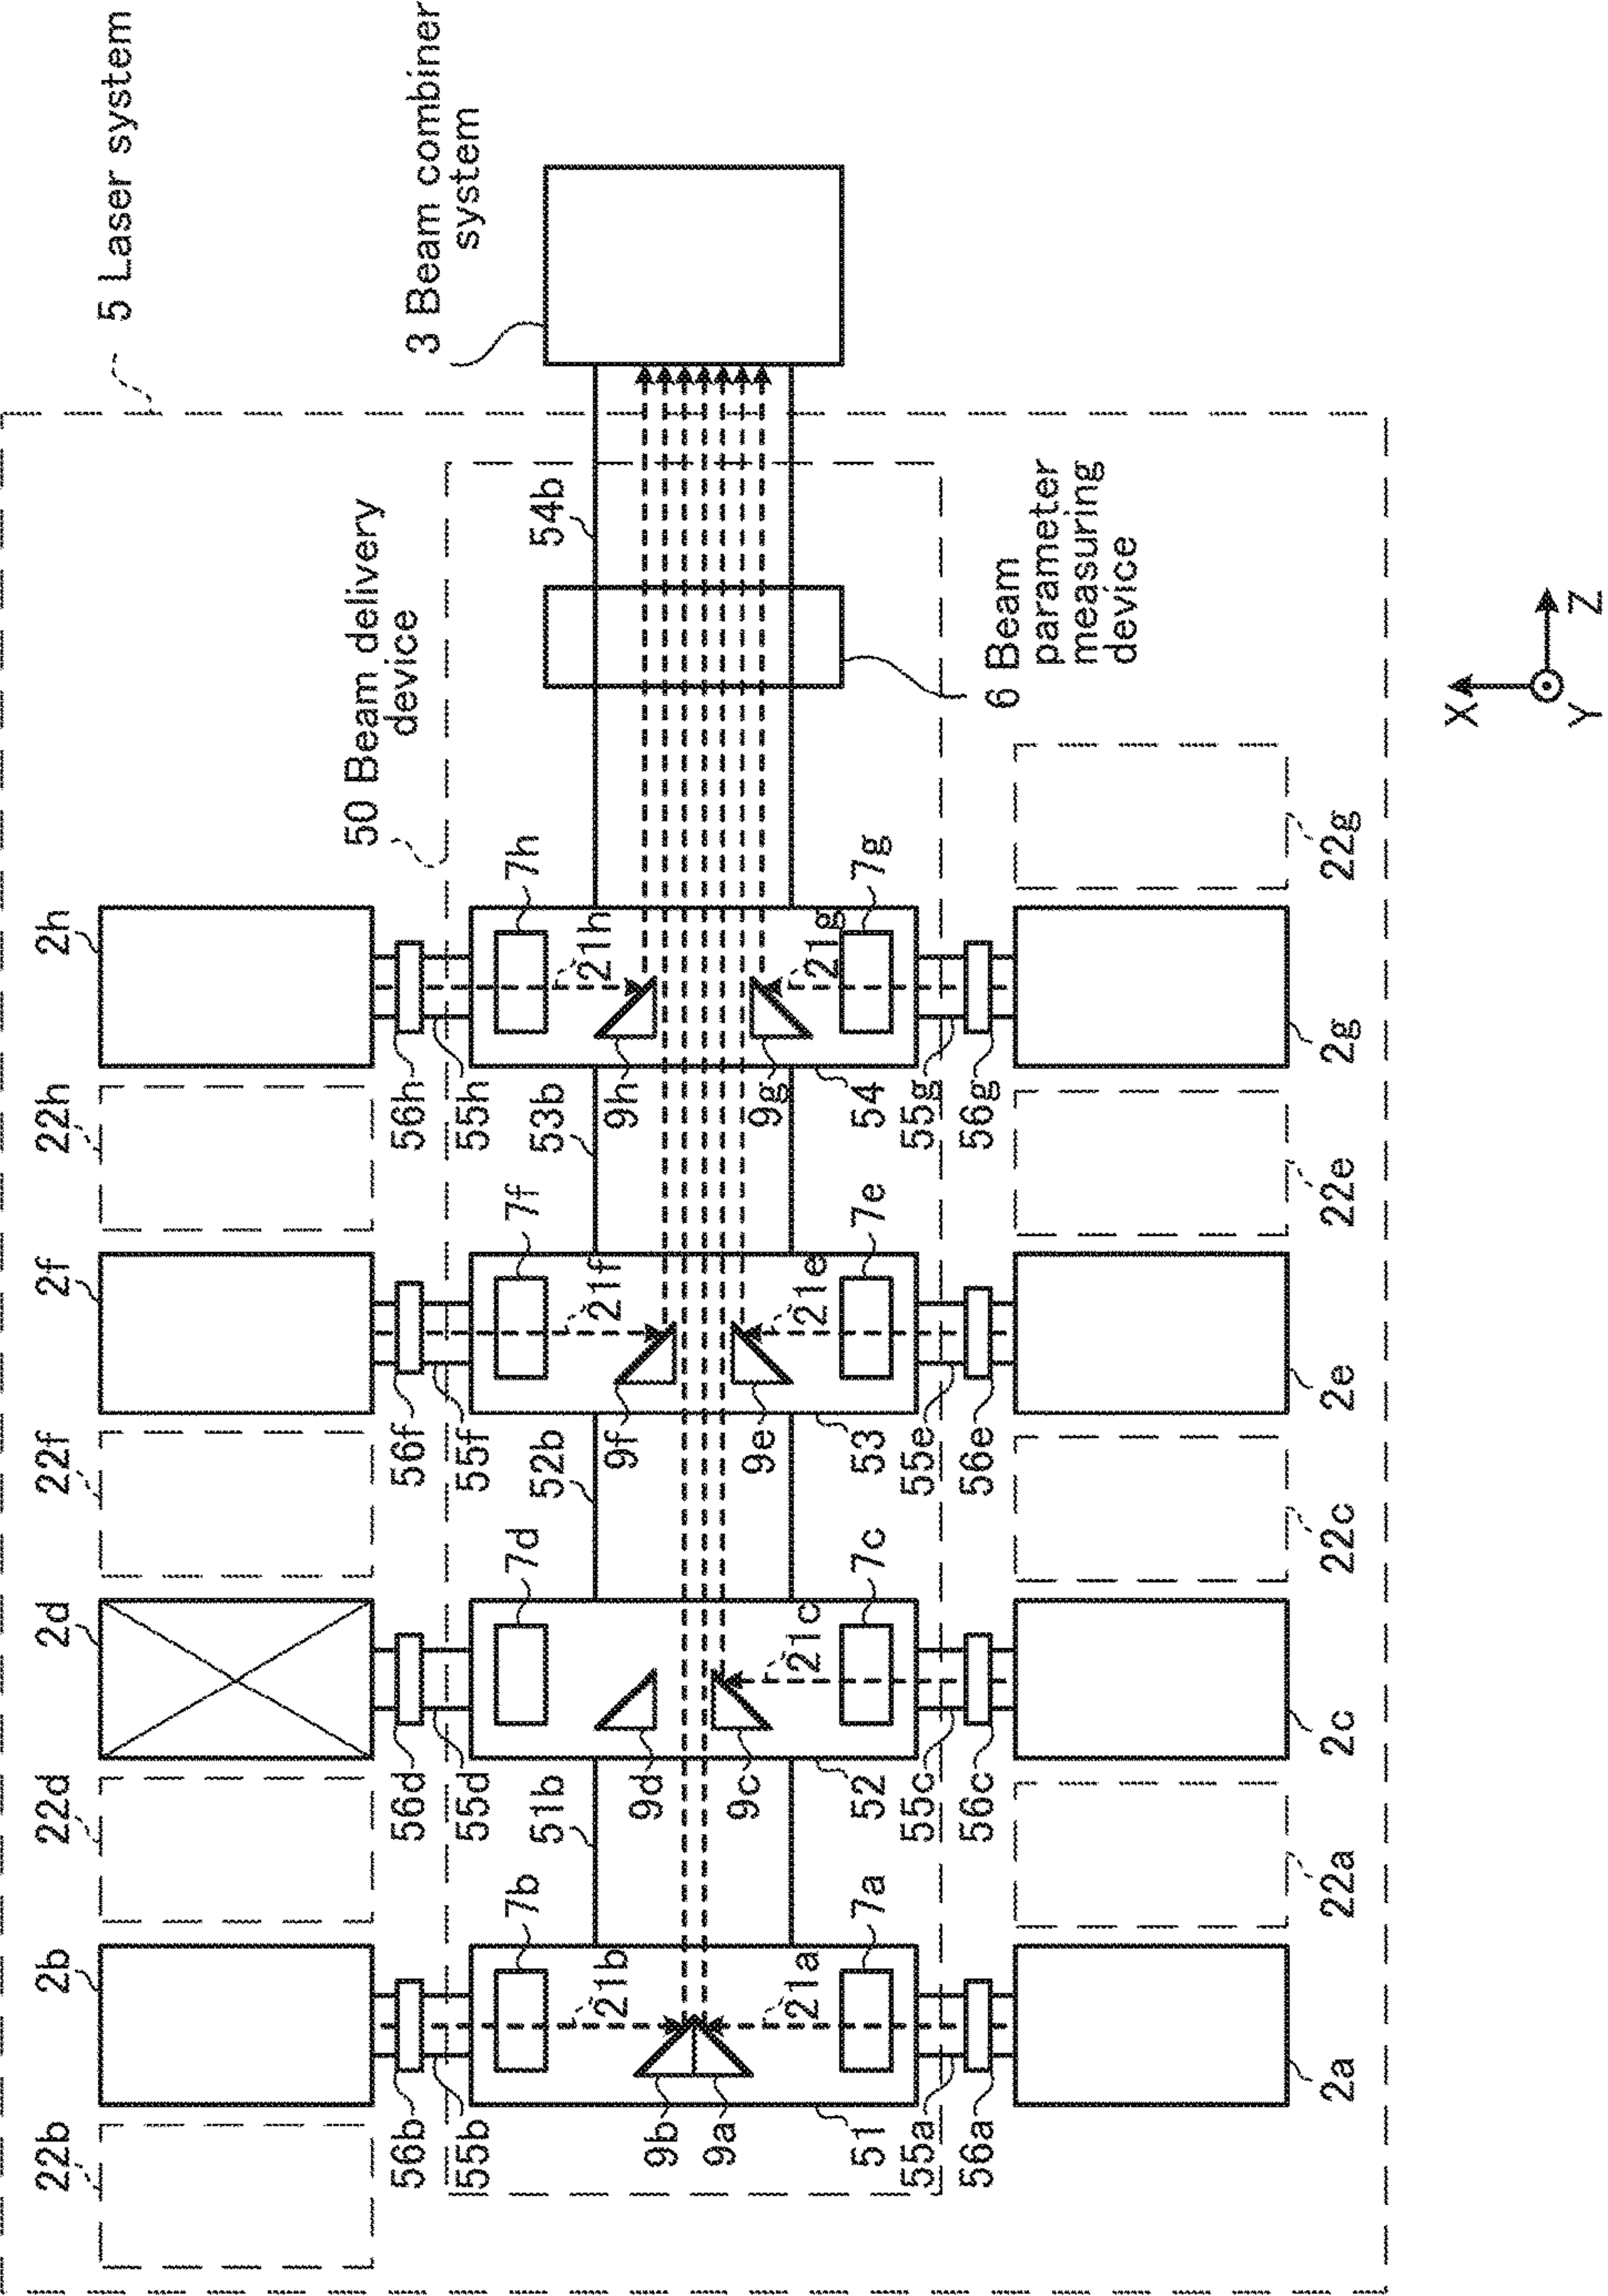 5 Laser system
3 Beam combiner
system
50 Beam delivery
device
54b
6 Beam
parameter
measuring
device
X
Y
Z
22b
2b
22d
2d
22f
2f
22h
2h
56b
55b
56d
55d
56f
55f
56h
55h
7b
51b
7d
52b
7f
53b
7h
21b
21f
21h
9b
9a
9d
9c
9f
9e
9h
9g
21a
21c
21e
21g
51
7a
52
7c
53
7e
54
7g
55a
56a
55c
56c
55e
56e
55g
56g
2a
22a
2c
22c
2e
22e
2g
22g